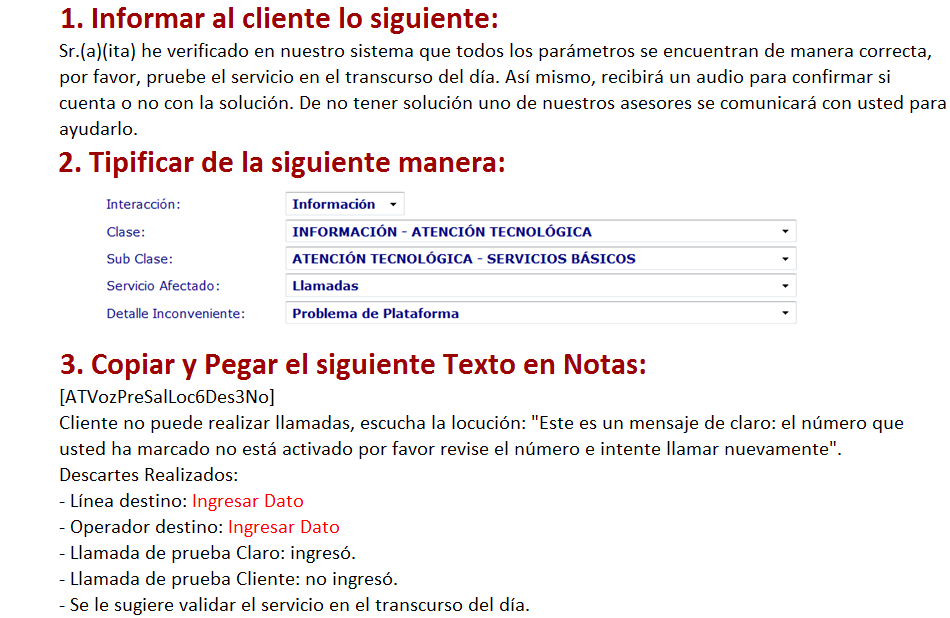 1. Informar al cliente lo siguiente:
Sr.(a)(ita) he verificado en nuestro sistema que todos los parámetros se encuentran de manera correcta,
por favor, pruebe el servicio en el transcurso del día. Así mismo, recibirá un audio para confirmar si
cuenta o no con la solución. De no tener solución uno de nuestros asesores se comunicará con usted para
ayudarlo.
2. Tipificar de la siguiente manera:
Interacción: Información
Clase: INFORMACIÓN - ATENCIÓN TECNOLÓGICA
Sub Clase: ATENCIÓN TECNOLÓGICA - SERVICIOS BÁSICOS
Servicio Afectado: Llamadas
Detalle Inconveniente: Problema de Plataforma
3. Copiar y Pegar el siguiente Texto en Notas:
[ATVozPreSalLoc6Des3No]
Cliente no puede realizar llamadas, escucha la locución: "Este es un mensaje de claro: el número que
usted ha marcado no está activado por favor revise el número e intente llamar nuevamente".
Descartes Realizados:
- Línea destino: Ingresar Dato
- Operador destino: Ingresar Dato
- Llamada de prueba Claro: ingresó.
- Llamada de prueba Cliente: no ingresó.
- Se le sugiere validar el servicio en el transcurso del día.